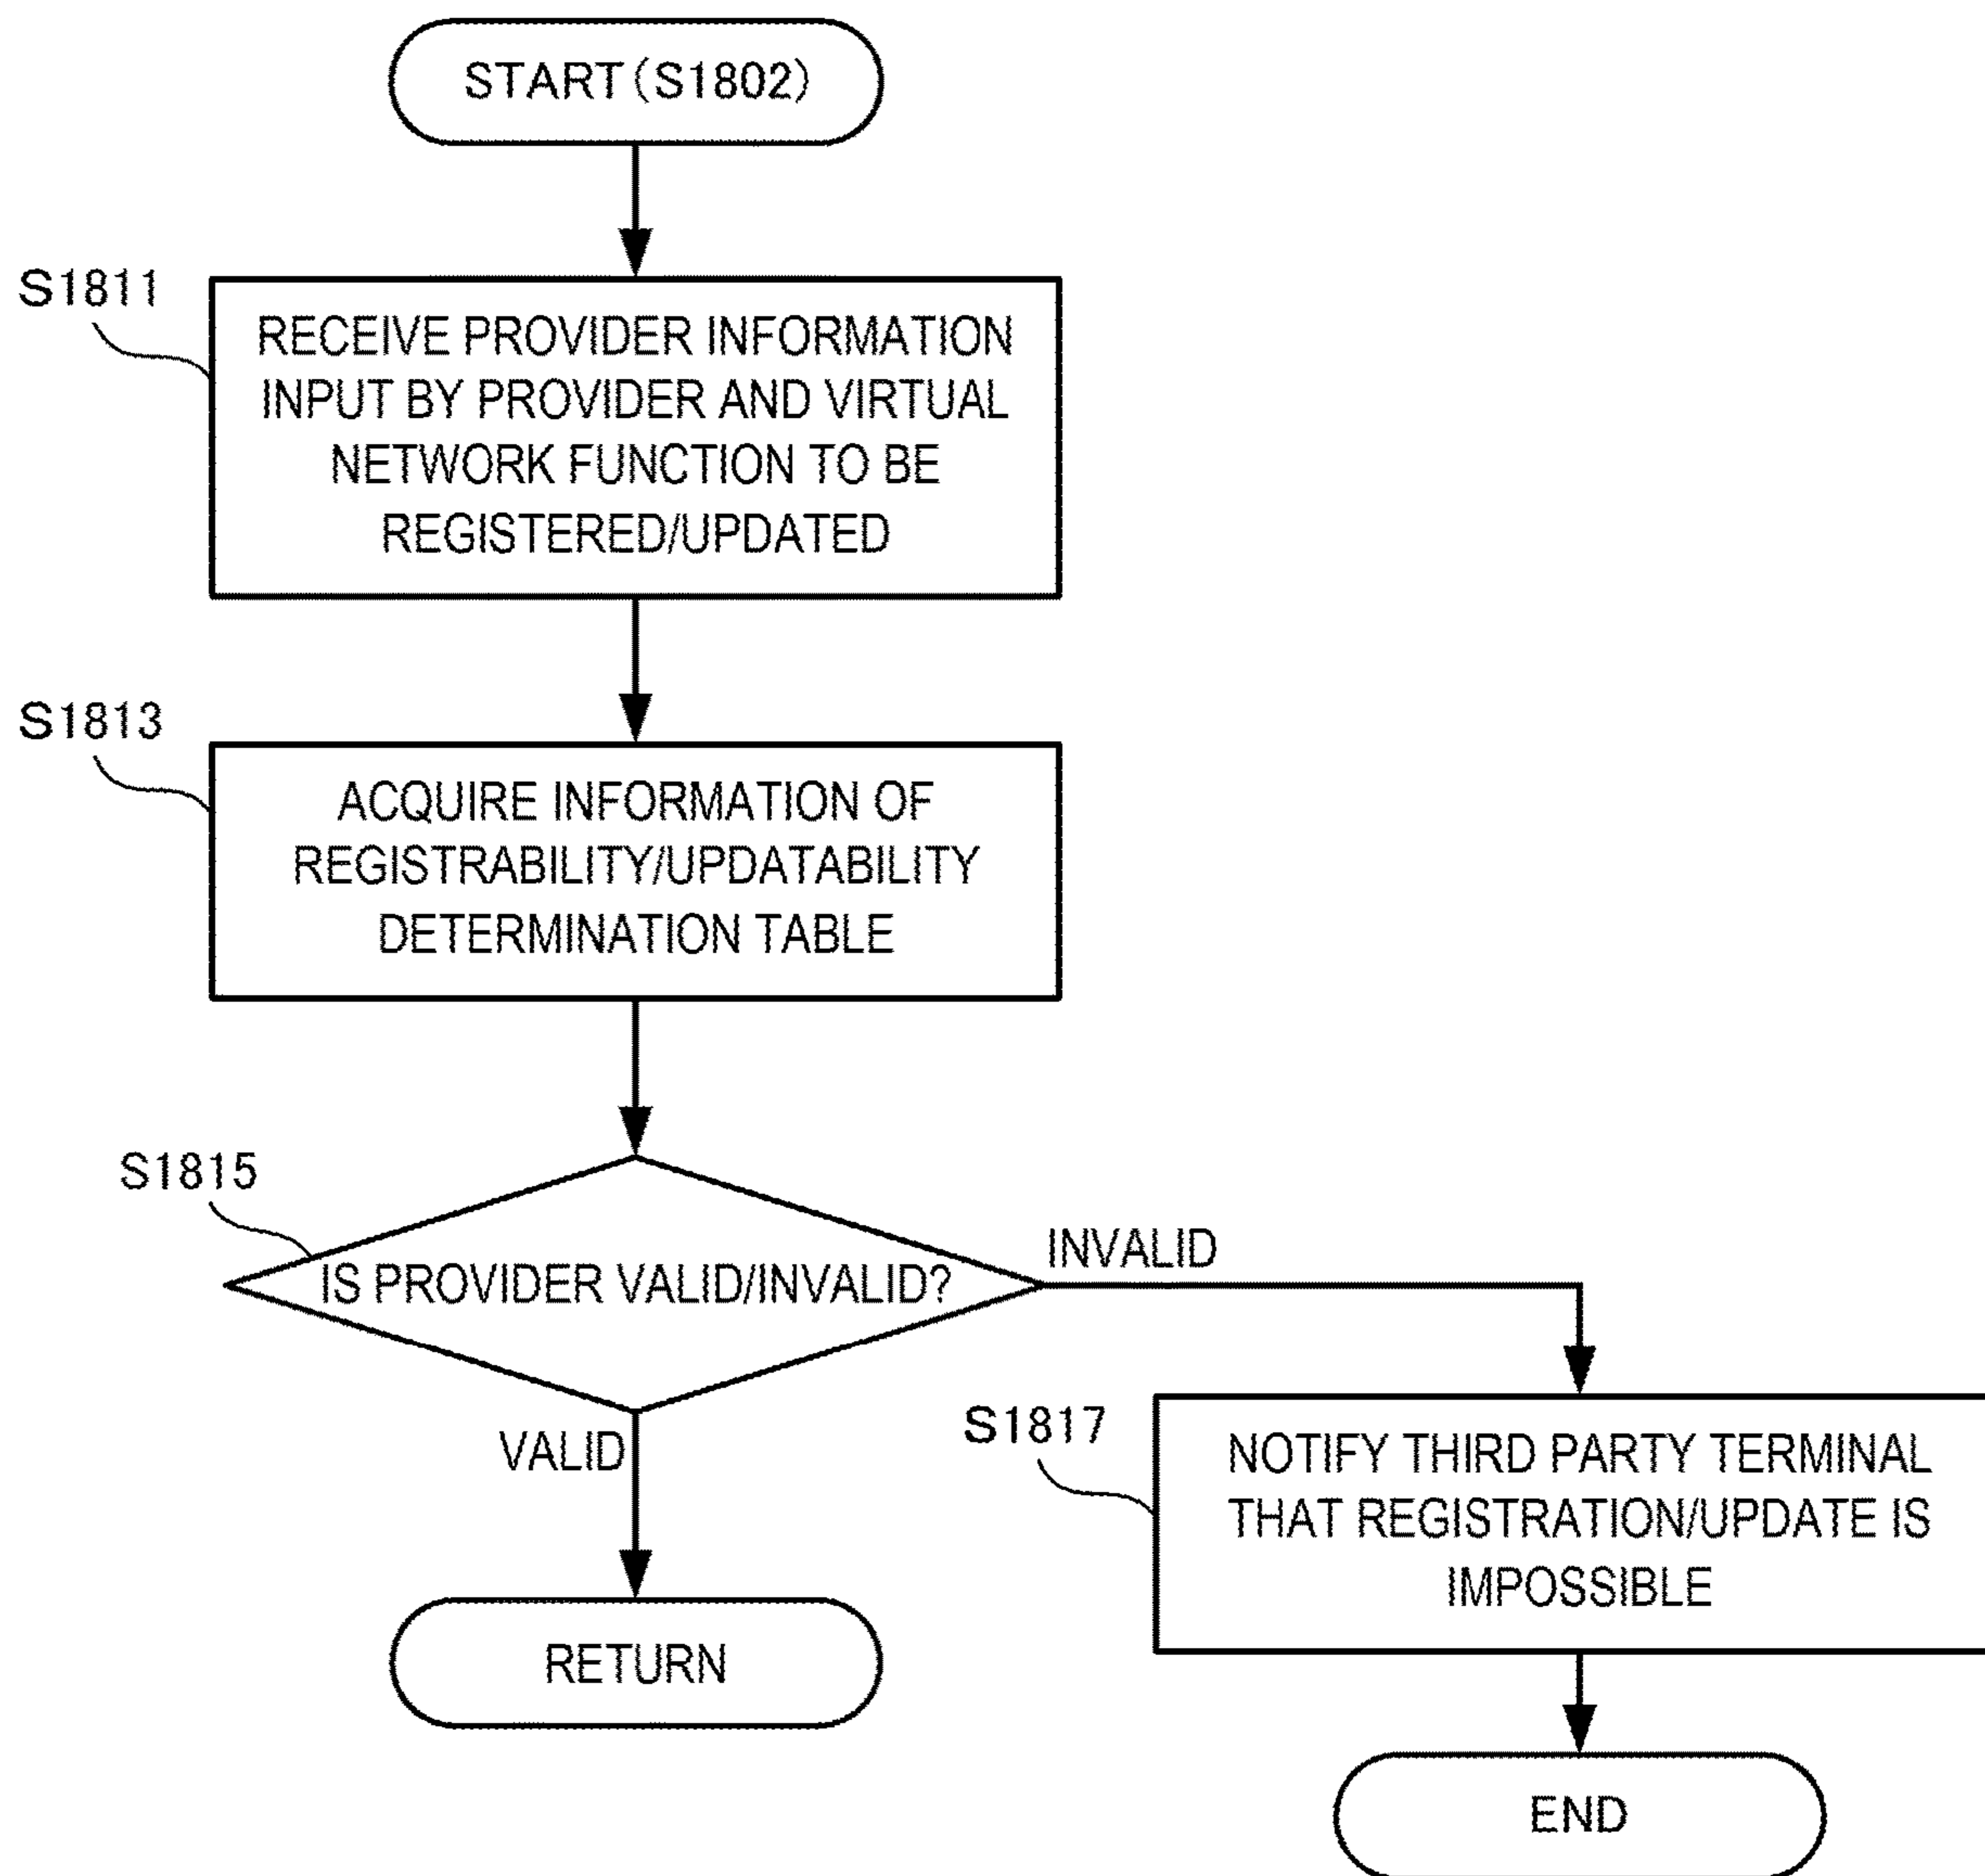 START(S1802)
S1811
RECEIVE PROVIDER INFORMATION
INPUT BY PROVIDER AND VIRTUAL
NETWORK FUNCTION TO BE
REGISTERED/UPDATED
S1813
ACQUIRE INFORMATION OF
REGISTRABILITY/UPDATABILITY
DETERMINATION TABLE
S1815
IS PROVIDER VALID/INVALID?
INVALID
VALID
S1817
NOTIFY THIRD PARTY TERMINAL
THAT REGISTRATION/UPDATE IS
IMPOSSIBLE
RETURN
END